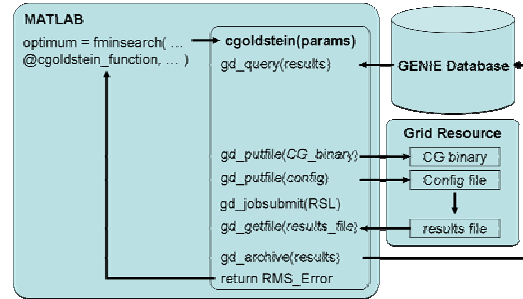 MATLAB
optimum = fminsearch( ...
@cgoldstein_function, ... )
cgoldstein(params)
gd_query(results)
gd_putfile(CG_binary)
gd_putfile(config)
gd_jobsubmit(RSL)
gd_getfile(results_file)
gd_archive(results)
return RMS_Error
GENIE Database
Grid Resource
CG binary
Config file
results file